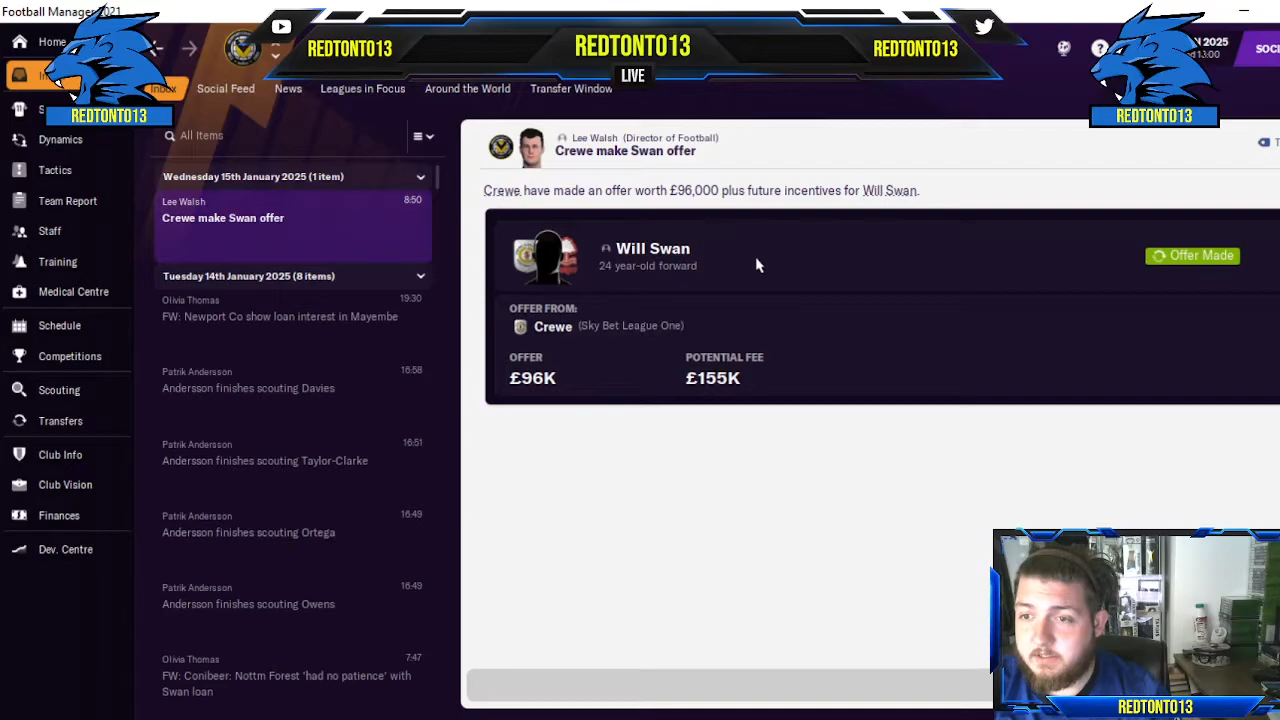 Football Manager 2021
REDTONTO13
REDTONTO13
REDTONTO13
LIVE
REDTONTO13
REDTONTO13
Home
2025
13:00
SOCI
Inbox
Social Feed
News
Leagues in Focus
Around the World
Transfer Window
Dynamics
Tactics
Team Report
Staff
Training
Medical Centre
Schedule
Competitions
Scouting
Transfers
Club Info
Club Vision
Finances
Dev. Centre
All Items
Wednesday 15th January 2025 (1 item)
Lee Walsh 8:50
Crewe make Swan offer
Tuesday 14th January 2025 (8 items)
Olivia Thomas 19:30
FW: Newport Co show loan interest in Mayembe
Patrik Andersson 16:58
Andersson finishes scouting Davies
Patrik Andersson 16:51
Andersson finishes scouting Taylor-Clarke
Patrik Andersson 16:49
Andersson finishes scouting Ortega
Patrik Andersson 16:49
Andersson finishes scouting Owens
Olivia Thomas 7:47
FW: Conibeer: Nottm Forest 'had no patience' with
Swan loan
Lee Walsh (Director of Football)
Crewe make Swan offer
Crewe have made an offer worth £96,000 plus future incentives for Will Swan.
Will Swan
24 year-old forward
Offer Made
OFFER FROM:
Crewe (Sky Bet League One)
OFFER POTENTIAL FEE
£96K £155K
REDTONTO13